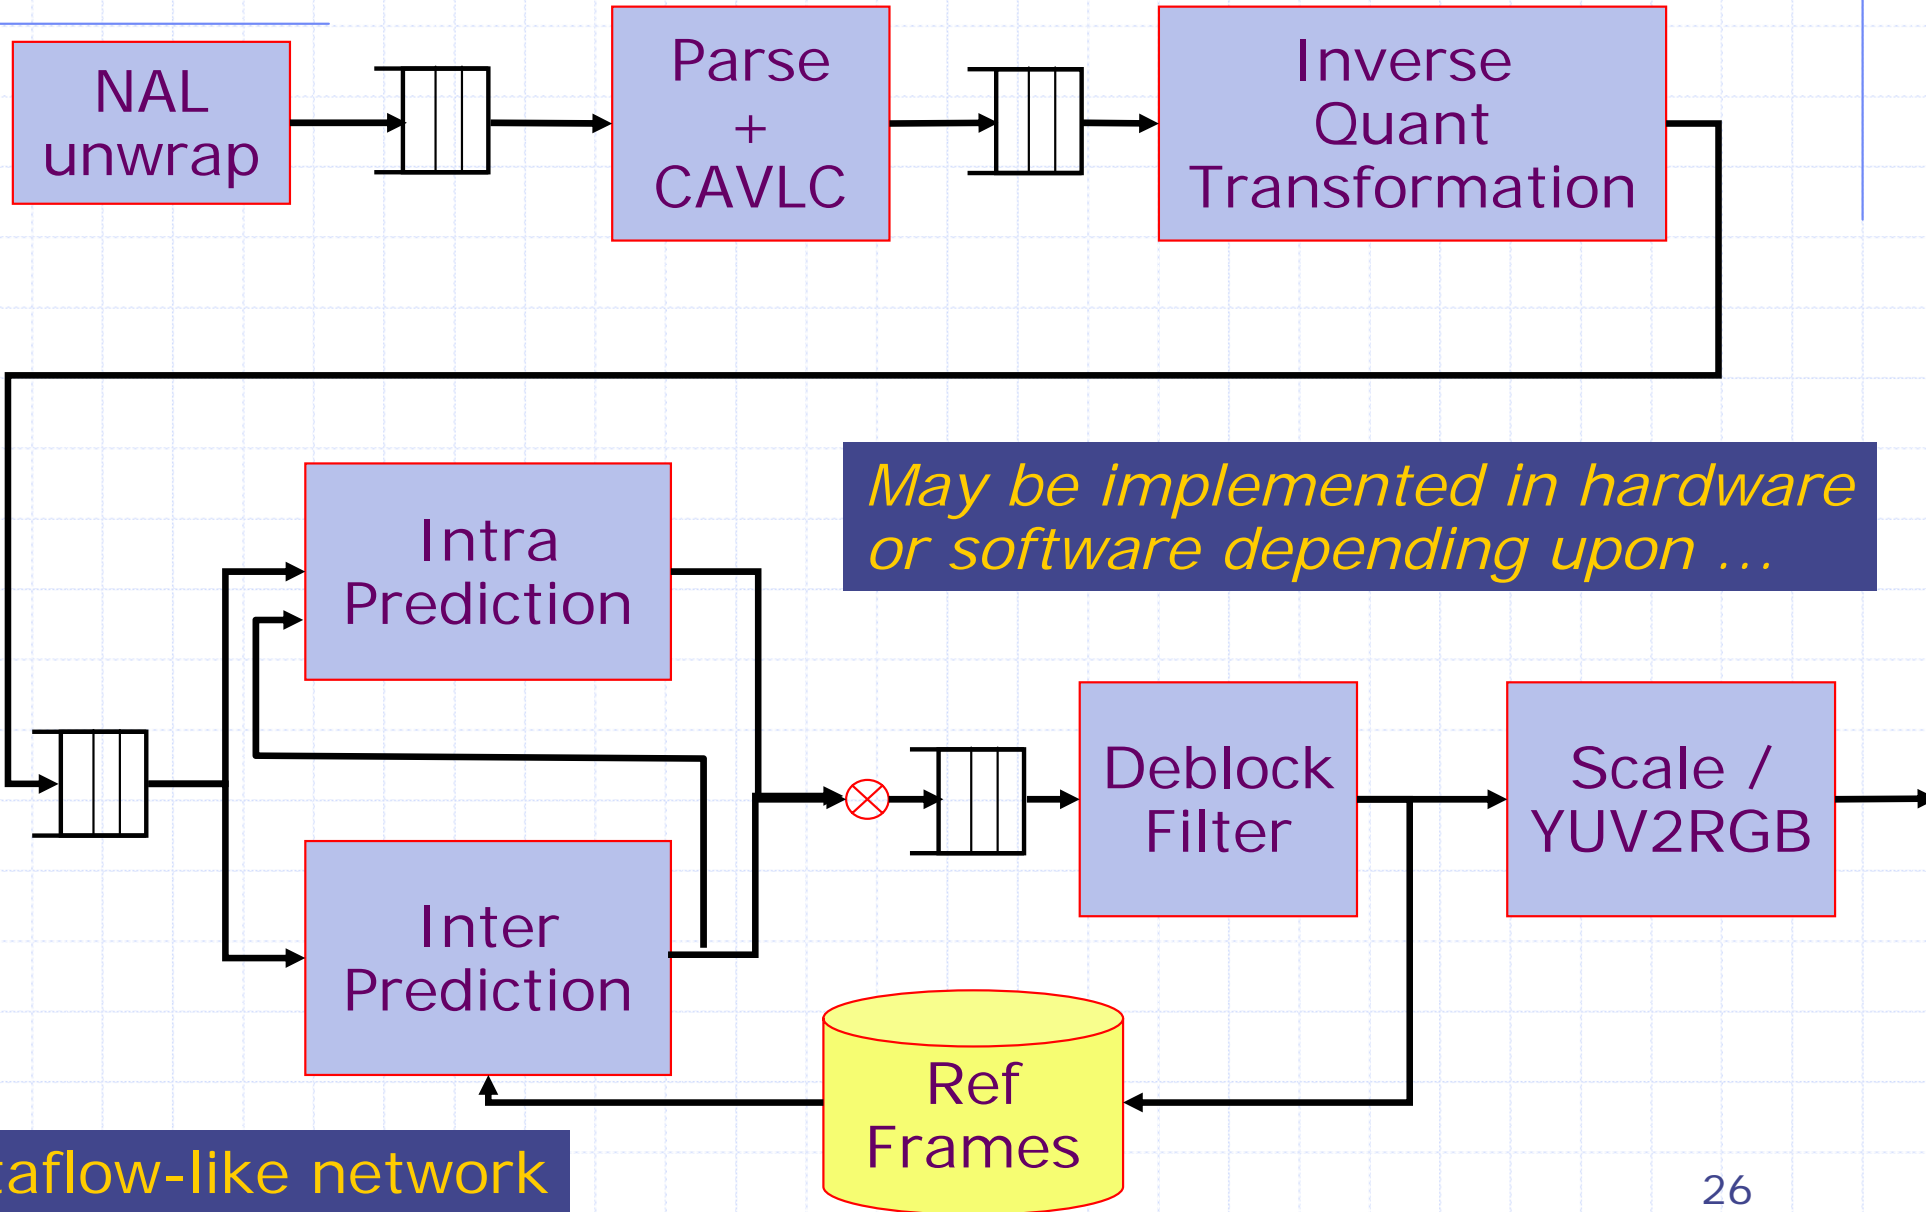 NAL
unwrap
Parse
+
CAVLC
Inverse
Quant
Transformation
May be implemented in hardware
or software depending upon ...
Intra
Prediction
Inter
Prediction
Deblock
Filter
Scale /
YUV2RGB
Ref
Frames
taflow-like network
26